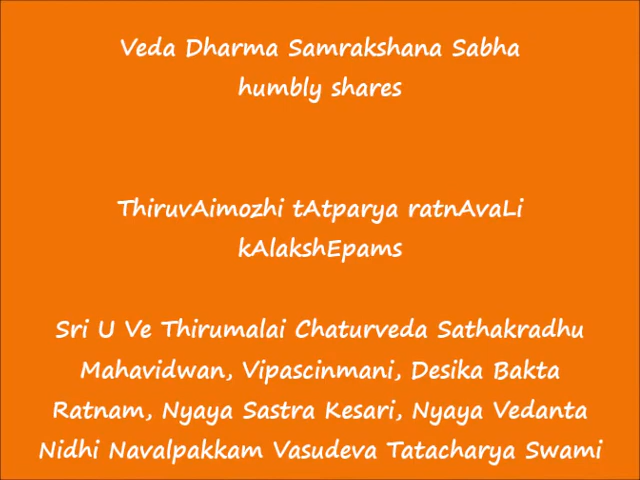 Veda Dharma Samrakshana Sabha
humbly shares
ThiruvAimozhi tAtparya ratnAvaLi
kAlakshEpams
Sri U Ve Thirumalai Chaturveda Sathakradhu
Mahavidwan, Vipascinmani, Desika Bakta
Ratnam, Nyaya Sastra Kesari, Nyaya Vedanta
Nidhi Navalpakkam Vasudeva Tatacharya Swami